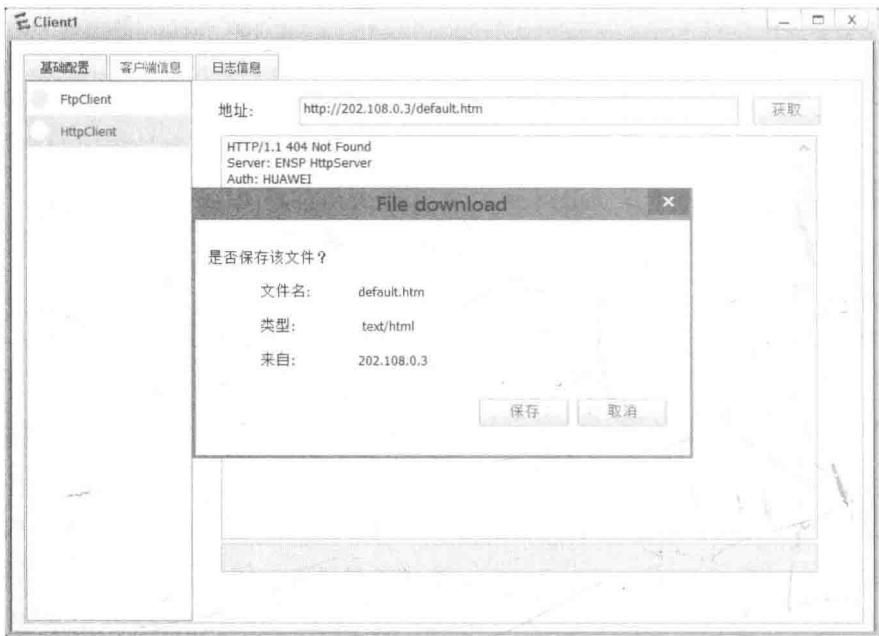 Client1
基础配置 客户端信息 日志信息
FtpClient
HttpClient
地址: http://202.108.0.3/default.htm 获取
HTTP/1.1 404 Not Found
Server: ENSP HttpServer
Auth: HUAWEI
File download
是否保存该文件？
文件名: default.htm
类型: text/html
来自: 202.108.0.3
保存 取消